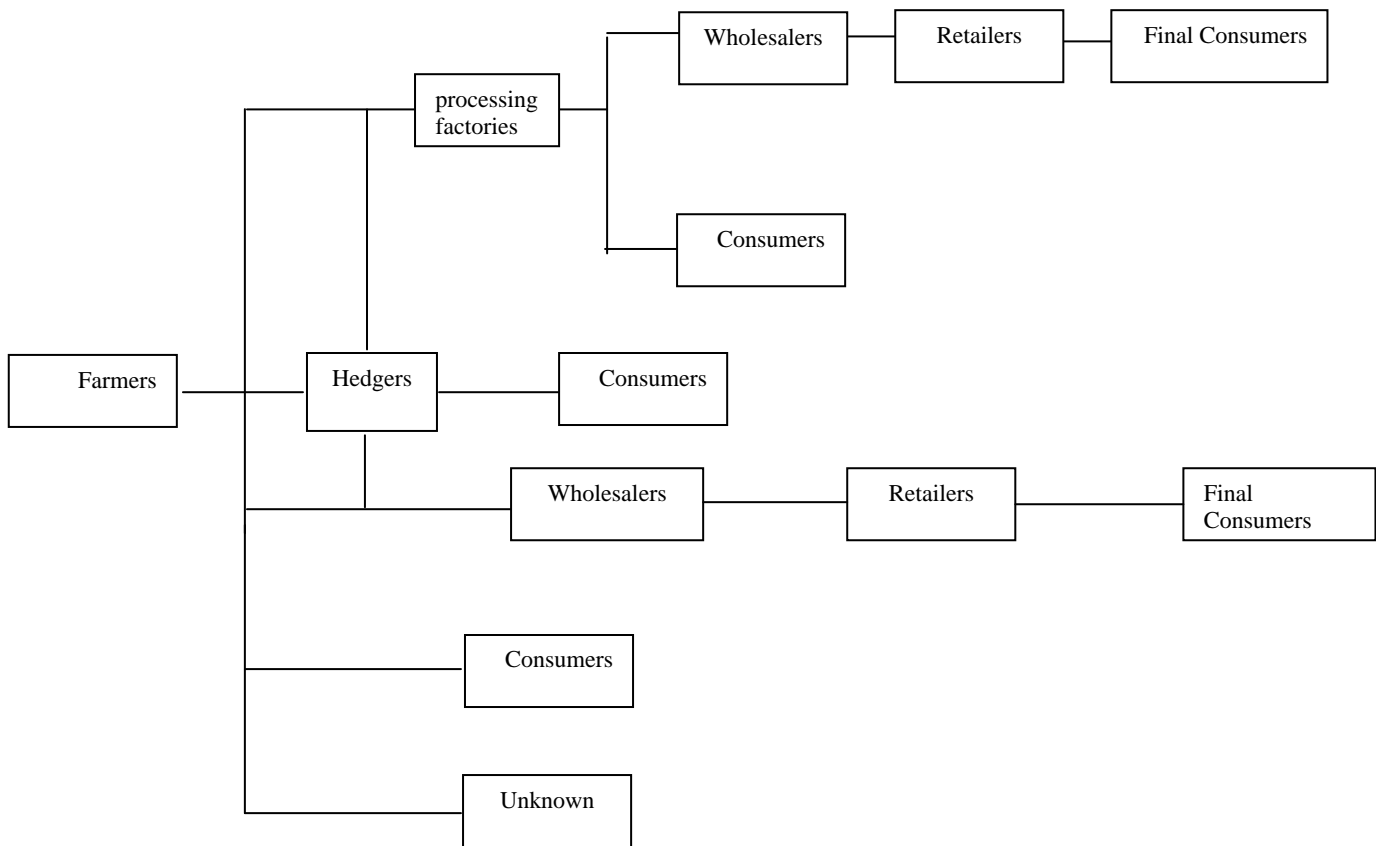 Wholesalers
Retailers
Final Consumers
processing
factories
Consumers
Farmers
Hedgers
Consumers
Wholesalers
Retailers
Final
Consumers
Consumers
Unknown